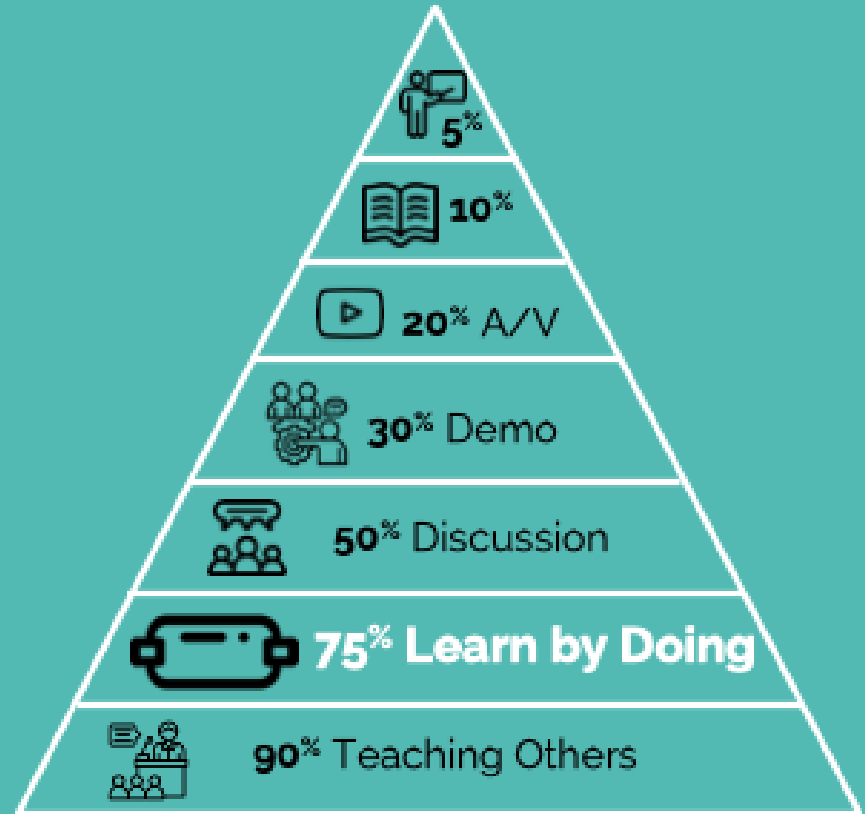 5%
10%
20% A/V
30% Demo
50% Discussion
75% Learn by Doing
90% Teaching Others